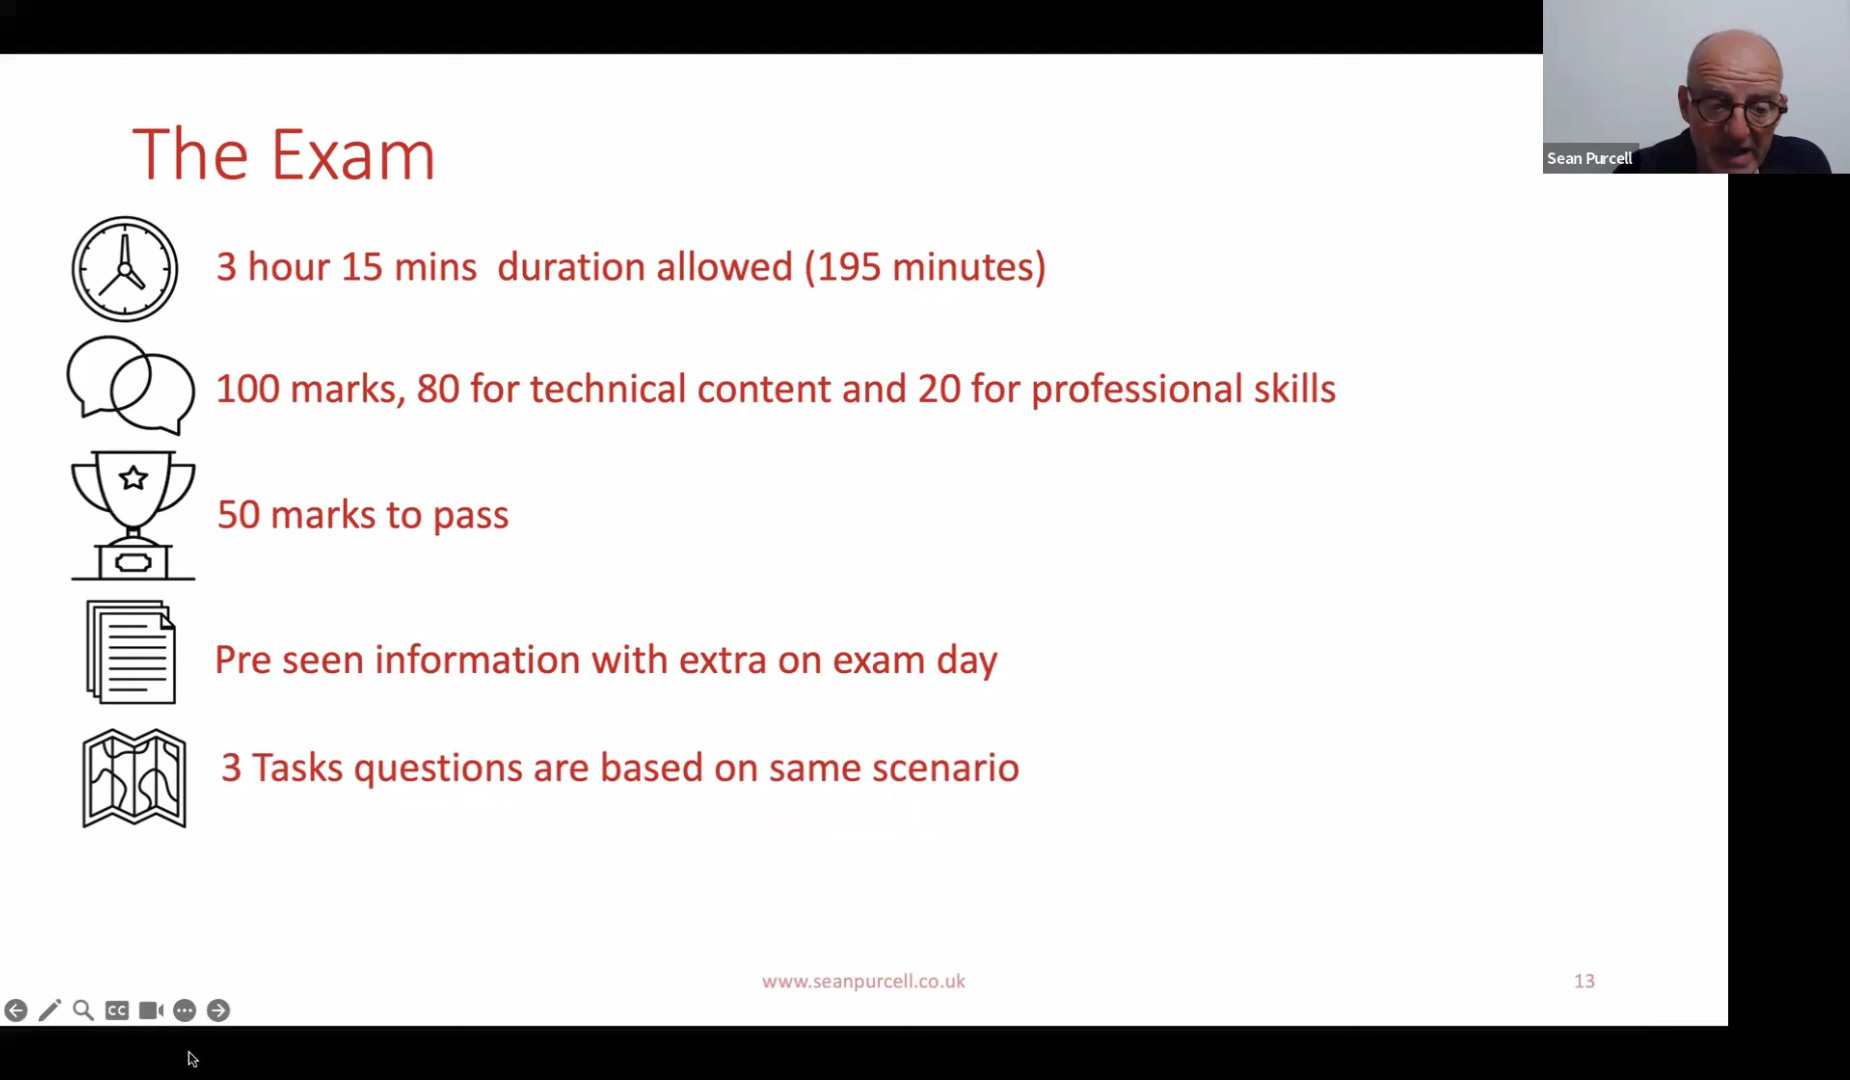 Sean Purcell
The Exam
3 hour 15 mins  duration allowed (195 minutes)
100 marks, 80 for technical content and 20 for professional skills
50 marks to pass
Pre seen information with extra on exam day
3 Tasks questions are based on same scenario
www.seanpurcell.co.uk
13
CC